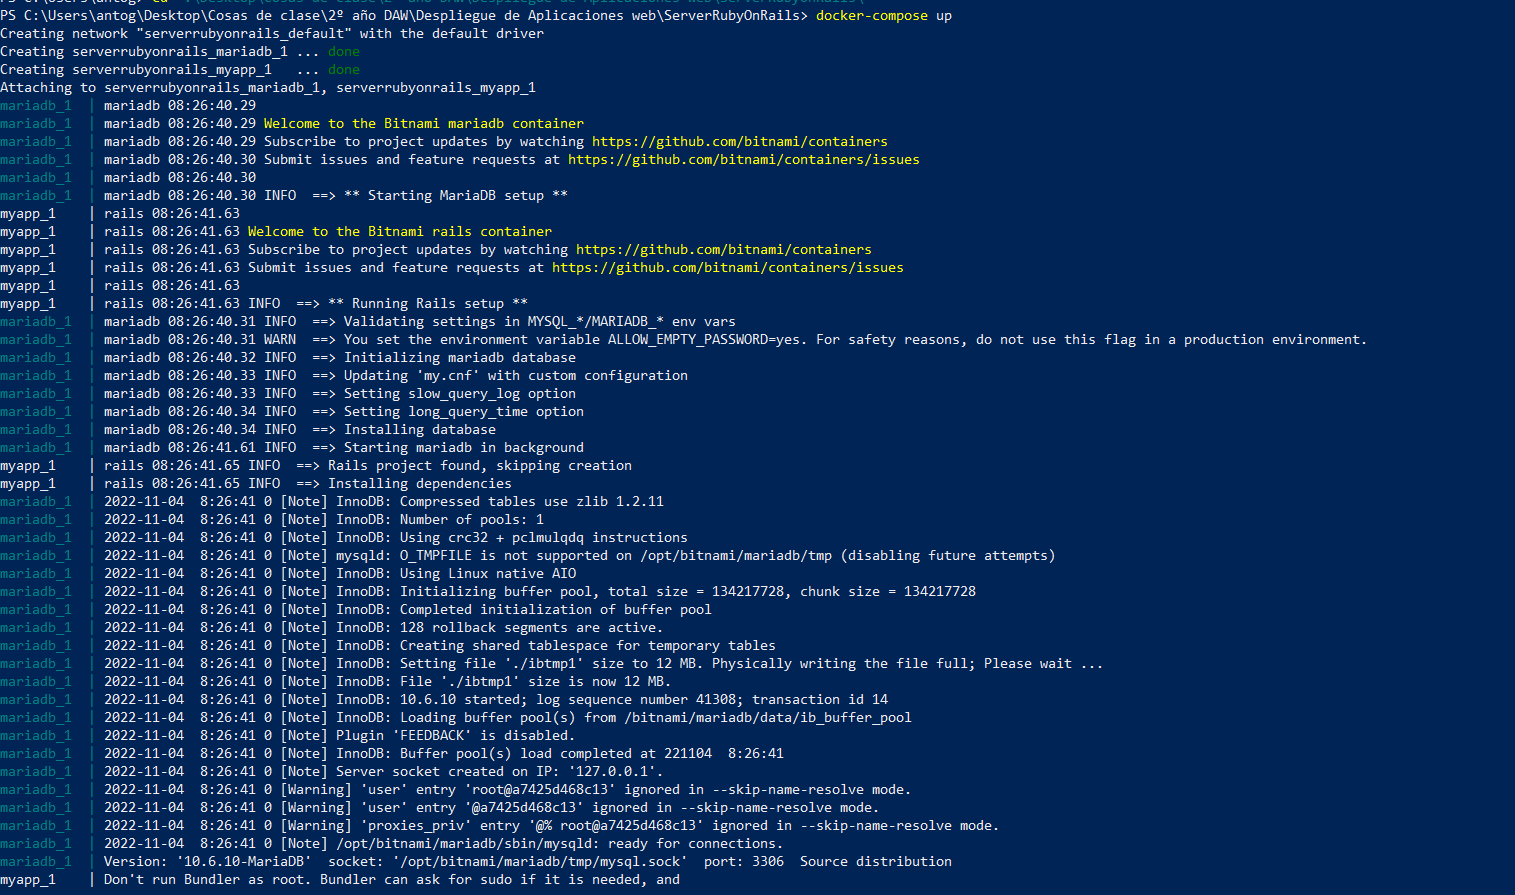 PS C:\Users\antog\Desktop\Cosas de clase\2º año DAW\Despliegue de Aplicaciones web\ServerRubyOnRails> docker-compose up
Creating network "serverrubyonrails_default" with the default driver
Creating serverrubyonrails_mariadb_1 ... done
Creating serverrubyonrails_myapp_1   ... done
Attaching to serverrubyonrails_mariadb_1, serverrubyonrails_myapp_1
mariadb_1  | mariadb 08:26:40.29
mariadb_1  | mariadb 08:26:40.29 Welcome to the Bitnami mariadb container
mariadb_1  | mariadb 08:26:40.29 Subscribe to project updates by watching https://github.com/bitnami/containers
mariadb_1  | mariadb 08:26:40.30 Submit issues and feature requests at https://github.com/bitnami/containers/issues
mariadb_1  | mariadb 08:26:40.30
mariadb_1  | mariadb 08:26:40.30 INFO  ==> ** Starting MariaDB setup **
myapp_1    | rails 08:26:41.63
myapp_1    | rails 08:26:41.63 Welcome to the Bitnami rails container
myapp_1    | rails 08:26:41.63 Subscribe to project updates by watching https://github.com/bitnami/containers
myapp_1    | rails 08:26:41.63 Submit issues and feature requests at https://github.com/bitnami/containers/issues
myapp_1    | rails 08:26:41.63
myapp_1    | rails 08:26:41.63 INFO  ==> ** Running Rails setup **
mariadb_1  | mariadb 08:26:40.31 INFO  ==> Validating settings in MYSQL_*/MARIADB_* env vars
mariadb_1  | mariadb 08:26:40.31 WARN  ==> You set the environment variable ALLOW_EMPTY_PASSWORD=yes. For safety reasons, do not use this flag in a production environment.
mariadb_1  | mariadb 08:26:40.32 INFO  ==> Initializing mariadb database
mariadb_1  | mariadb 08:26:40.33 INFO  ==> Updating 'my.cnf' with custom configuration
mariadb_1  | mariadb 08:26:40.33 INFO  ==> Setting slow_query_log option
mariadb_1  | mariadb 08:26:40.34 INFO  ==> Setting long_query_time option
mariadb_1  | mariadb 08:26:40.34 INFO  ==> Installing database
mariadb_1  | mariadb 08:26:41.61 INFO  ==> Starting mariadb in background
myapp_1    | rails 08:26:41.65 INFO  ==> Rails project found, skipping creation
myapp_1    | rails 08:26:41.65 INFO  ==> Installing dependencies
mariadb_1  | 2022-11-04  8:26:41 0 [Note] InnoDB: Compressed tables use zlib 1.2.11
mariadb_1  | 2022-11-04  8:26:41 0 [Note] InnoDB: Number of pools: 1
mariadb_1  | 2022-11-04  8:26:41 0 [Note] InnoDB: Using crc32 + pclmulqdq instructions
mariadb_1  | 2022-11-04  8:26:41 0 [Note] mysqld: O_TMPFILE is not supported on /opt/bitnami/mariadb/tmp (disabling future attempts)
mariadb_1  | 2022-11-04  8:26:41 0 [Note] InnoDB: Using Linux native AIO
mariadb_1  | 2022-11-04  8:26:41 0 [Note] InnoDB: Initializing buffer pool, total size = 134217728, chunk size = 134217728
mariadb_1  | 2022-11-04  8:26:41 0 [Note] InnoDB: Completed initialization of buffer pool
mariadb_1  | 2022-11-04  8:26:41 0 [Note] InnoDB: 128 rollback segments are active.
mariadb_1  | 2022-11-04  8:26:41 0 [Note] InnoDB: Creating shared tablespace for temporary tables
mariadb_1  | 2022-11-04  8:26:41 0 [Note] InnoDB: Setting file './ibtmp1' size to 12 MB. Physically writing the file full; Please wait ...
mariadb_1  | 2022-11-04  8:26:41 0 [Note] InnoDB: File './ibtmp1' size is now 12 MB.
mariadb_1  | 2022-11-04  8:26:41 0 [Note] InnoDB: 10.6.10 started; log sequence number 41308; transaction id 14
mariadb_1  | 2022-11-04  8:26:41 0 [Note] InnoDB: Loading buffer pool(s) from /bitnami/mariadb/data/ib_buffer_pool
mariadb_1  | 2022-11-04  8:26:41 0 [Note] Plugin 'FEEDBACK' is disabled.
mariadb_1  | 2022-11-04  8:26:41 0 [Note] InnoDB: Buffer pool(s) load completed at 221104  8:26:41
mariadb_1  | 2022-11-04  8:26:41 0 [Note] Server socket created on IP: '127.0.0.1'.
mariadb_1  | 2022-11-04  8:26:41 0 [Warning] 'user' entry 'root@a7425d468c13' ignored in --skip-name-resolve mode.
mariadb_1  | 2022-11-04  8:26:41 0 [Warning] 'user' entry '@a7425d468c13' ignored in --skip-name-resolve mode.
mariadb_1  | 2022-11-04  8:26:41 0 [Warning] 'proxies_priv' entry '@% root@a7425d468c13' ignored in --skip-name-resolve mode.
mariadb_1  | 2022-11-04  8:26:41 0 [Note] /opt/bitnami/mariadb/sbin/mysqld: ready for connections.
mariadb_1  | Version: '10.6.10-MariaDB'  socket: '/opt/bitnami/mariadb/tmp/mysql.sock'  port: 3306  Source distribution
myapp_1    | Don't run Bundler as root. Bundler can ask for sudo if it is needed, and